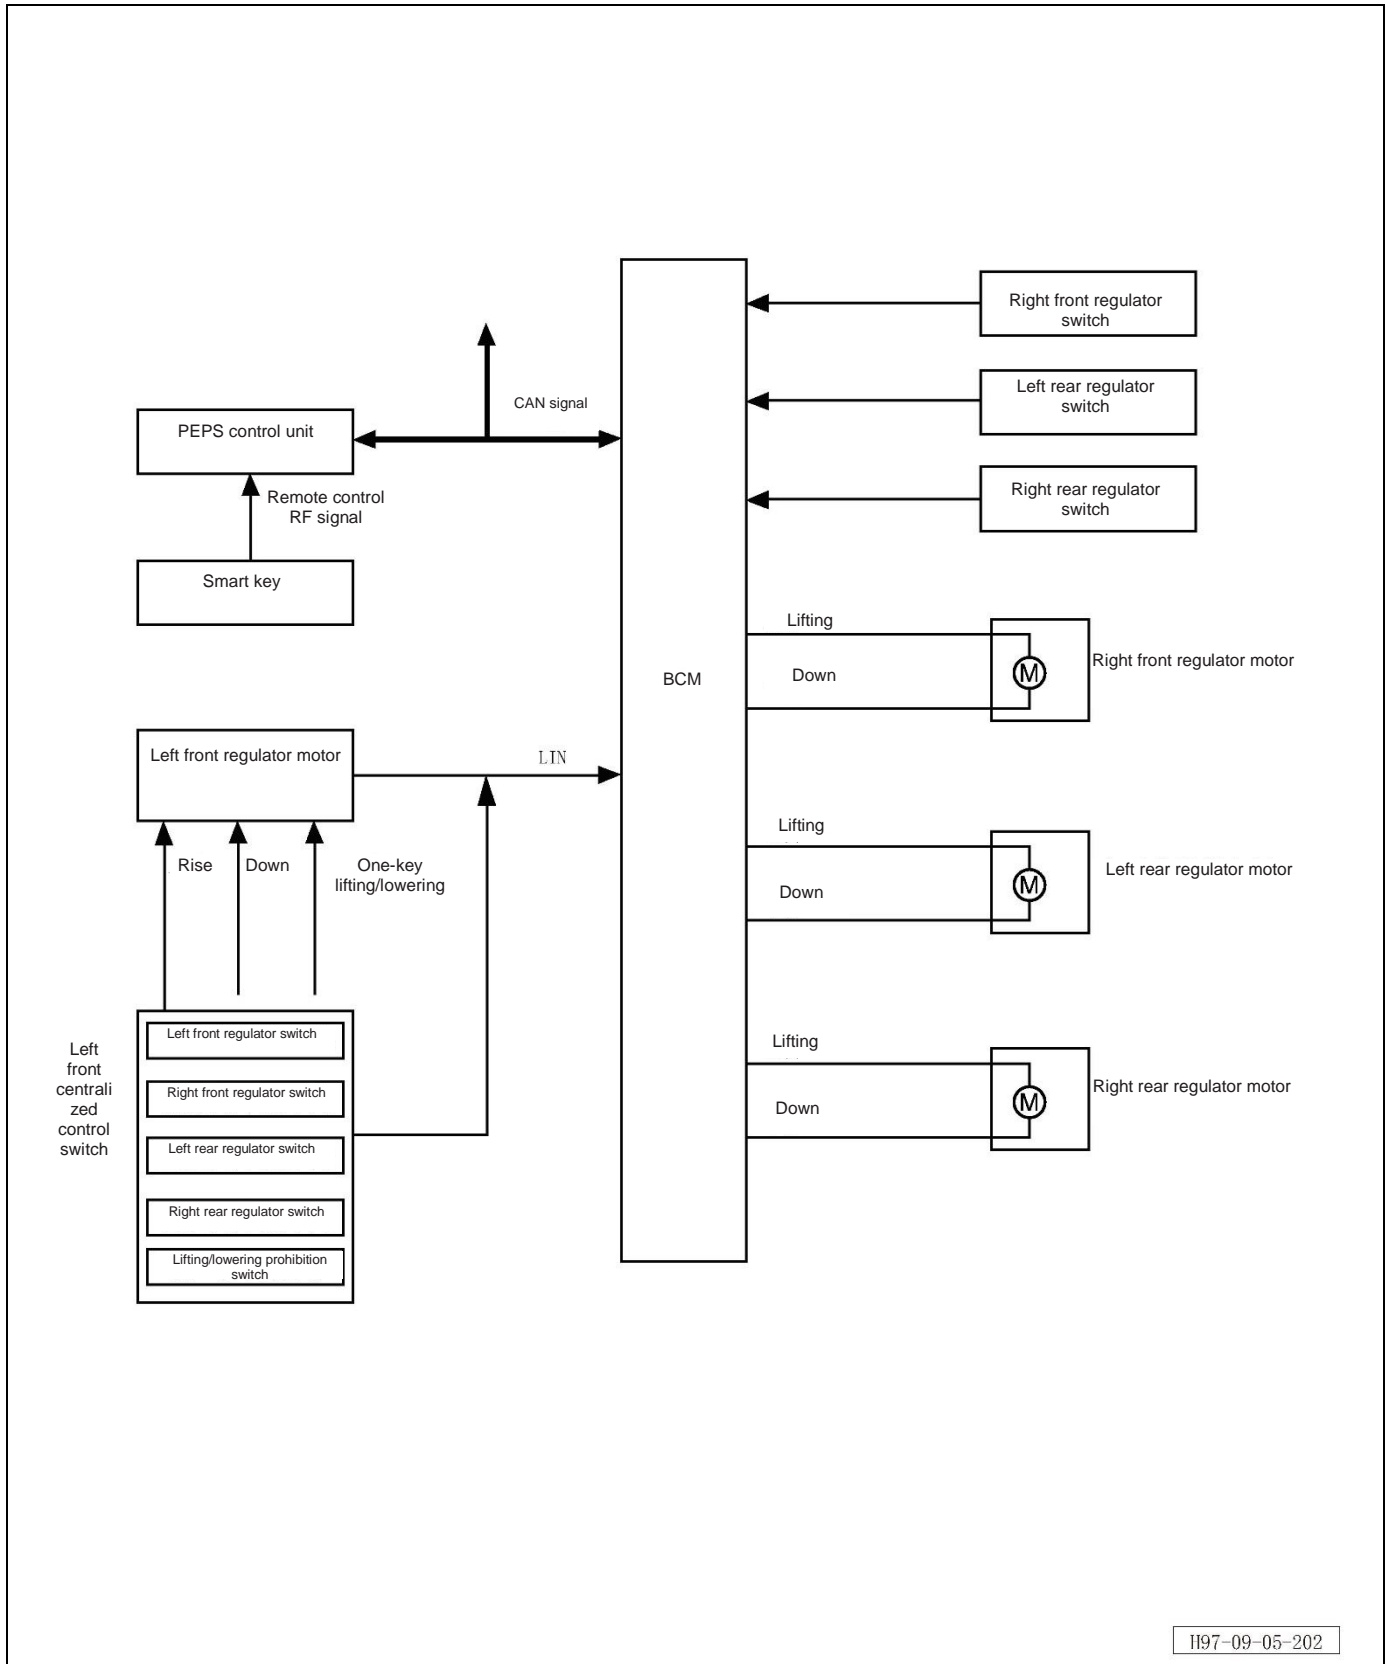 Right front regulator
switch
Left rear regulator
switch
CAN signal
PEPS control unit
Right rear regulator
switch
Remote control
RF signal
Smart key
Lifting
Right front regulator motor
Down
BCM
Left front regulator motor
LIN
Lifting
Rise
Down
One-key
lifting/lowering
Left rear regulator motor
Down
Left
front
centrali
zed
control
switch
Left front regulator switch
Right front regulator switch
Left rear regulator switch
Right rear regulator switch
Lifting/lowering prohibition
switch
Lifting
Right rear regulator motor
Down
M
M
M
H97-09-05-202